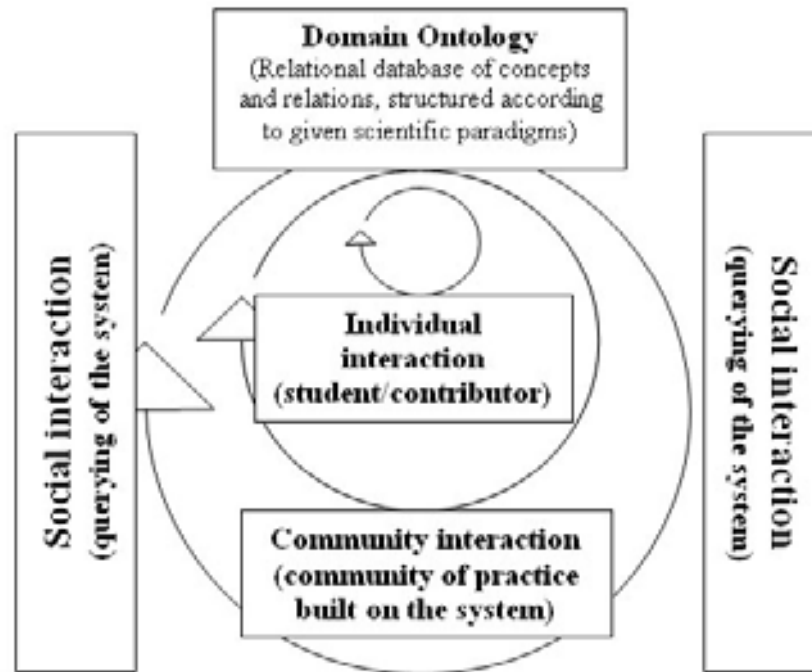 Domain Ontology
(Relational database of concepts
and relations, structured according
to given scientific paradigms)
Social interaction
(querying of the system)
Individual
interaction
(student/contributor)
Community interaction
(community of practice
built on the system)
Social interaction
(querying of the system)